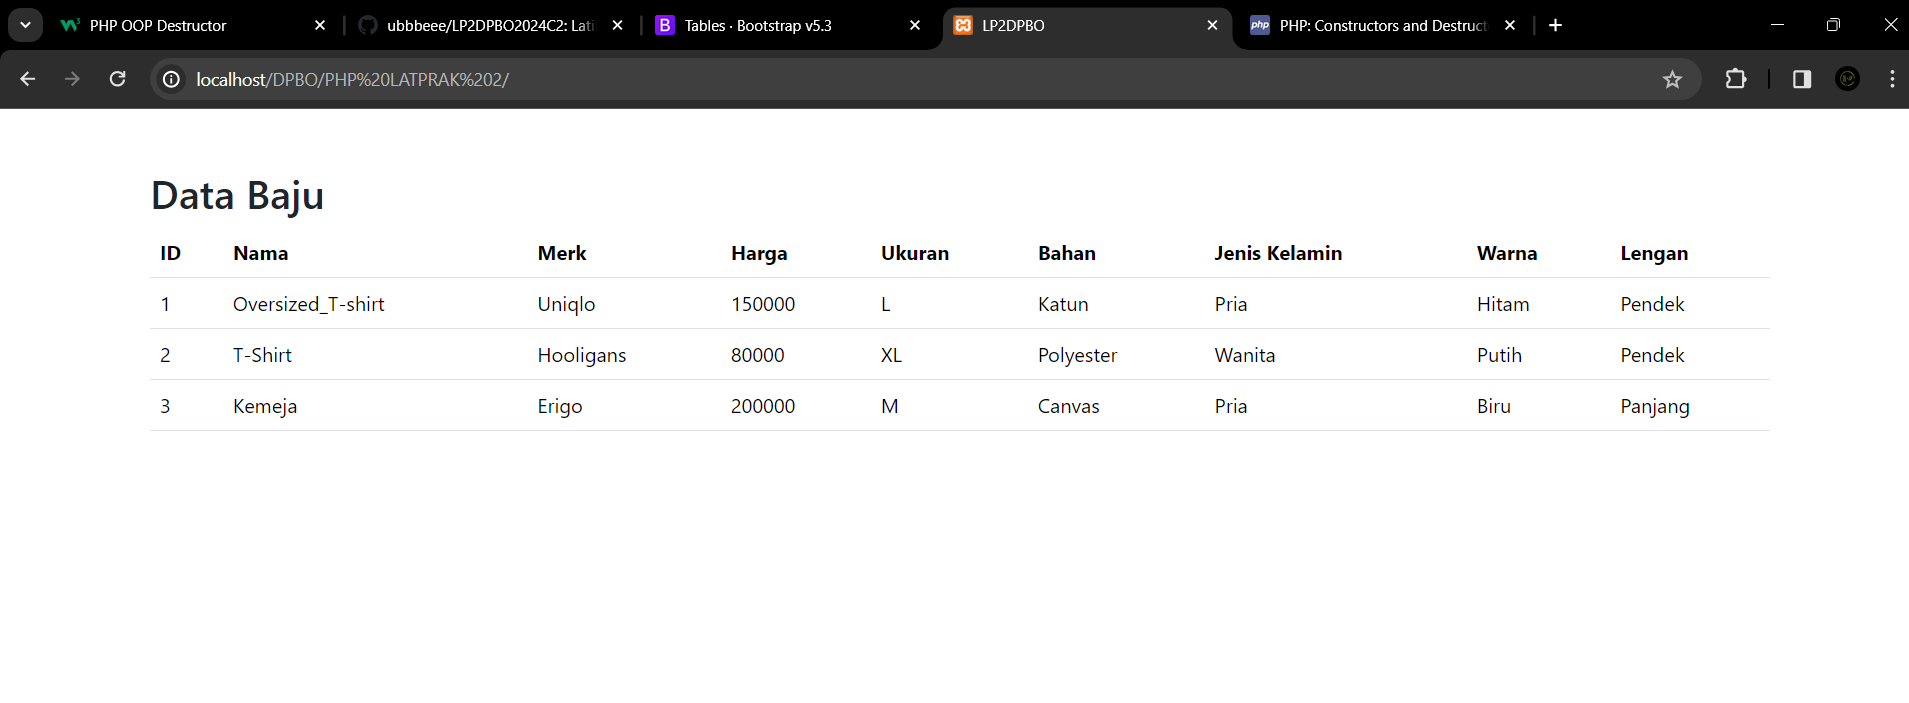 PHP OOP Destructor
ubbbeee/LP2DPBO2024C2: Lati
B Tables · Bootstrap v5.3
LP2DPBO
php PHP: Constructors and Destruct
localhost/DPBO/PHP%20LATPRAK%202/
Data Baju
ID Nama Merk Harga Ukuran Bahan Jenis Kelamin Warna Lengan
1 Oversized_T-shirt Uniqlo 150000 L Katun Pria Hitam Pendek
2 T-Shirt Hooligans 80000 XL Polyester Wanita Putih Pendek
3 Kemeja Erigo 200000 M Canvas Pria Biru Panjang